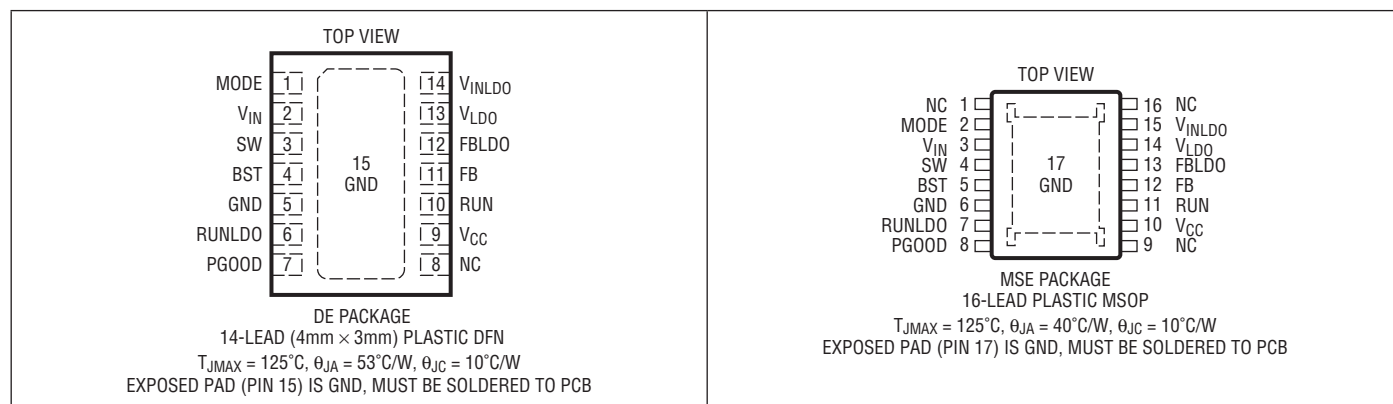 TOP VIEW
MODE 1 14 VINLDO
VIN 2 13 VLDO
SW 3 12 FBLDO
BST 4 11 FB
GND 5 10 RUN
RUNLDO 6 9 VCC
PGOOD 7 8 NC
15
GND
DE PACKAGE
14-LEAD (4mm × 3mm) PLASTIC DFN
TJMAX = 125°C, θJA = 53°C/W, θJC = 10°C/W
EXPOSED PAD (PIN 15) IS GND, MUST BE SOLDERED TO PCB
TOP VIEW
NC 1 16 NC
MODE 2 15 VINLDO
VIN 3 14 VLDO
SW 4 13 FBLDO
BST 5 12 FB
GND 6 11 RUN
RUNLDO 7 10 VCC
PGOOD 8 9 NC
17
GND
MSE PACKAGE
16-LEAD PLASTIC MSOP
TJMAX = 125°C, θJA = 40°C/W, θJC = 10°C/W
EXPOSED PAD (PIN 17) IS GND, MUST BE SOLDERED TO PCB